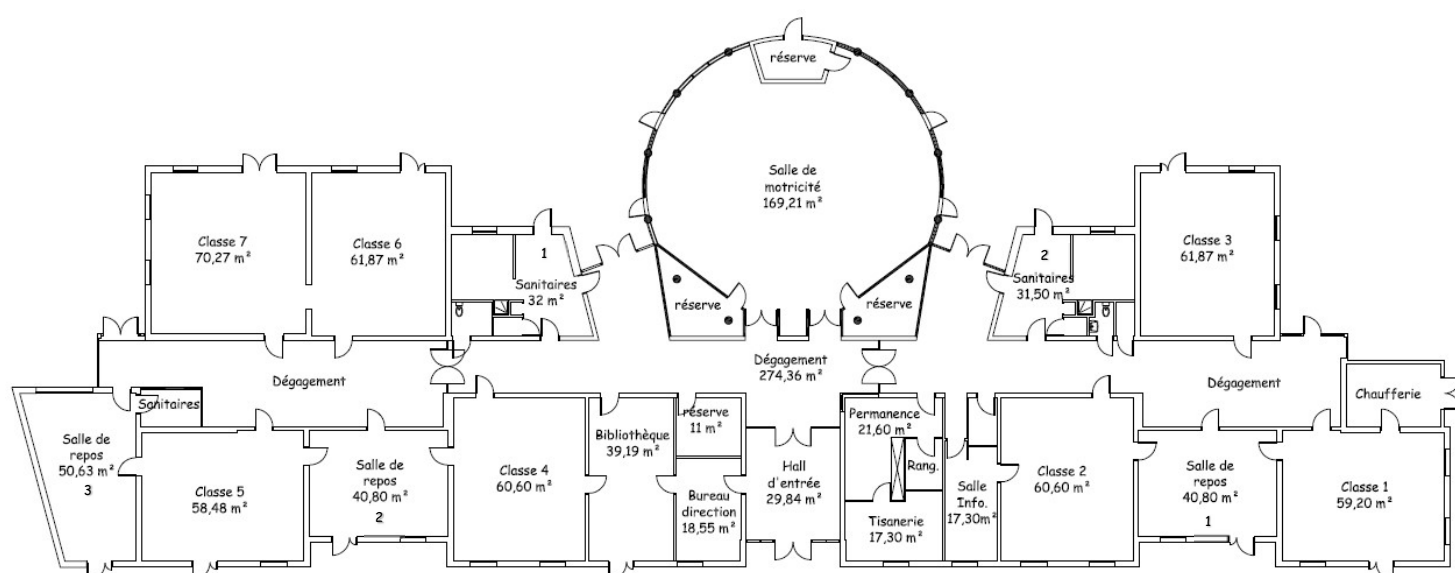 réserve
Salle de
motricité
169,21 m²
Classe 7
70,27 m²
Classe 6
61,87 m²
1
Sanitaires
32 m²
réserve
réserve
2
Sanitaires
31,50 m²
Classe 3
61,87 m²
Dégagement
Dégagement
274,36 m²
Dégagement
Chaufferie
Sanitaires
Salle de
repos
50,63 m²
3
Classe 5
58,48 m²
Salle de
repos
40,80 m²
2
Classe 4
60,60 m²
Bibliothèque
39,19 m²
réserve
11 m²
Bureau
direction
18,55 m²
Hall
d'entrée
29,84 m²
Permanence
21,60 m²
Rang.
Tisanerie
17,30 m²
Salle
Info.
17,30m²
Classe 2
60,60 m²
Salle de
repos
40,80 m²
1
Classe 1
59,20 m²